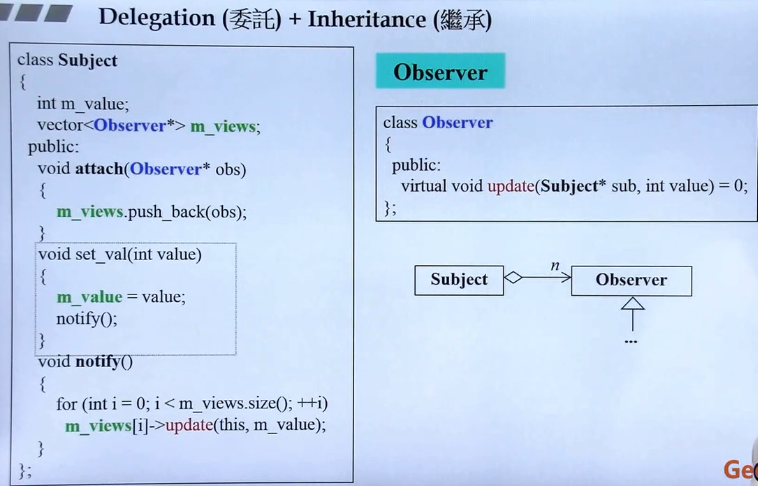 Delegation (委託) + Inheritance (繼承)
class Subject
{
int m_value;
vector<Observer*> m_views;
public:
void attach(Observer* obs)
{
m_views.push_back(obs);
}
void set_val(int value)
{
m_value = value;
notify();
}
void notify()
{
for (int i = 0; i < m_views.size(); ++i)
m_views[i]->update(this, m_value);
}
};
Observer
class Observer
{
public:
virtual void update(Subject* sub, int value) = 0;
};
Subject
n
Observer
...